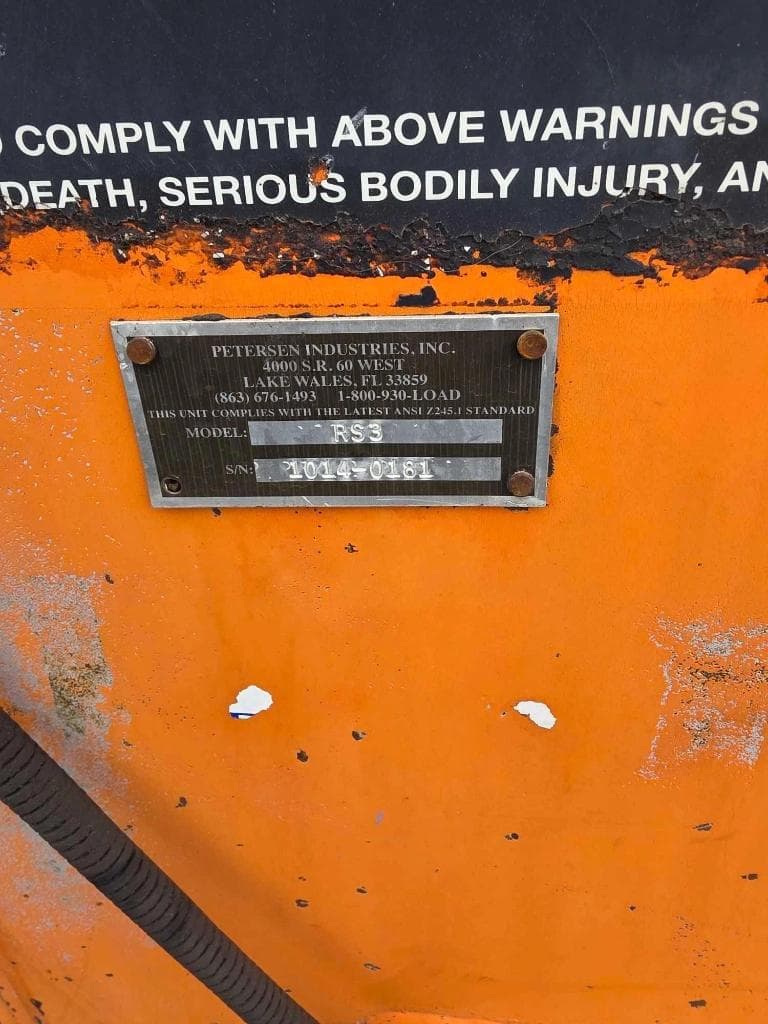 COMPLY WITH ABOVE WARNINGS
DEATH, SERIOUS BODILY INJURY, AN
PETERSEN INDUSTRIES, INC.
4000 S.R. 60 WEST
LAKE WALES, FL 33859
(863) 676-1493 1-800-930-LOAD
THIS UNIT COMPLIES WITH THE LATEST ANSI Z245.1 STANDARD
MODEL: RS3
S/N: 1014-0181